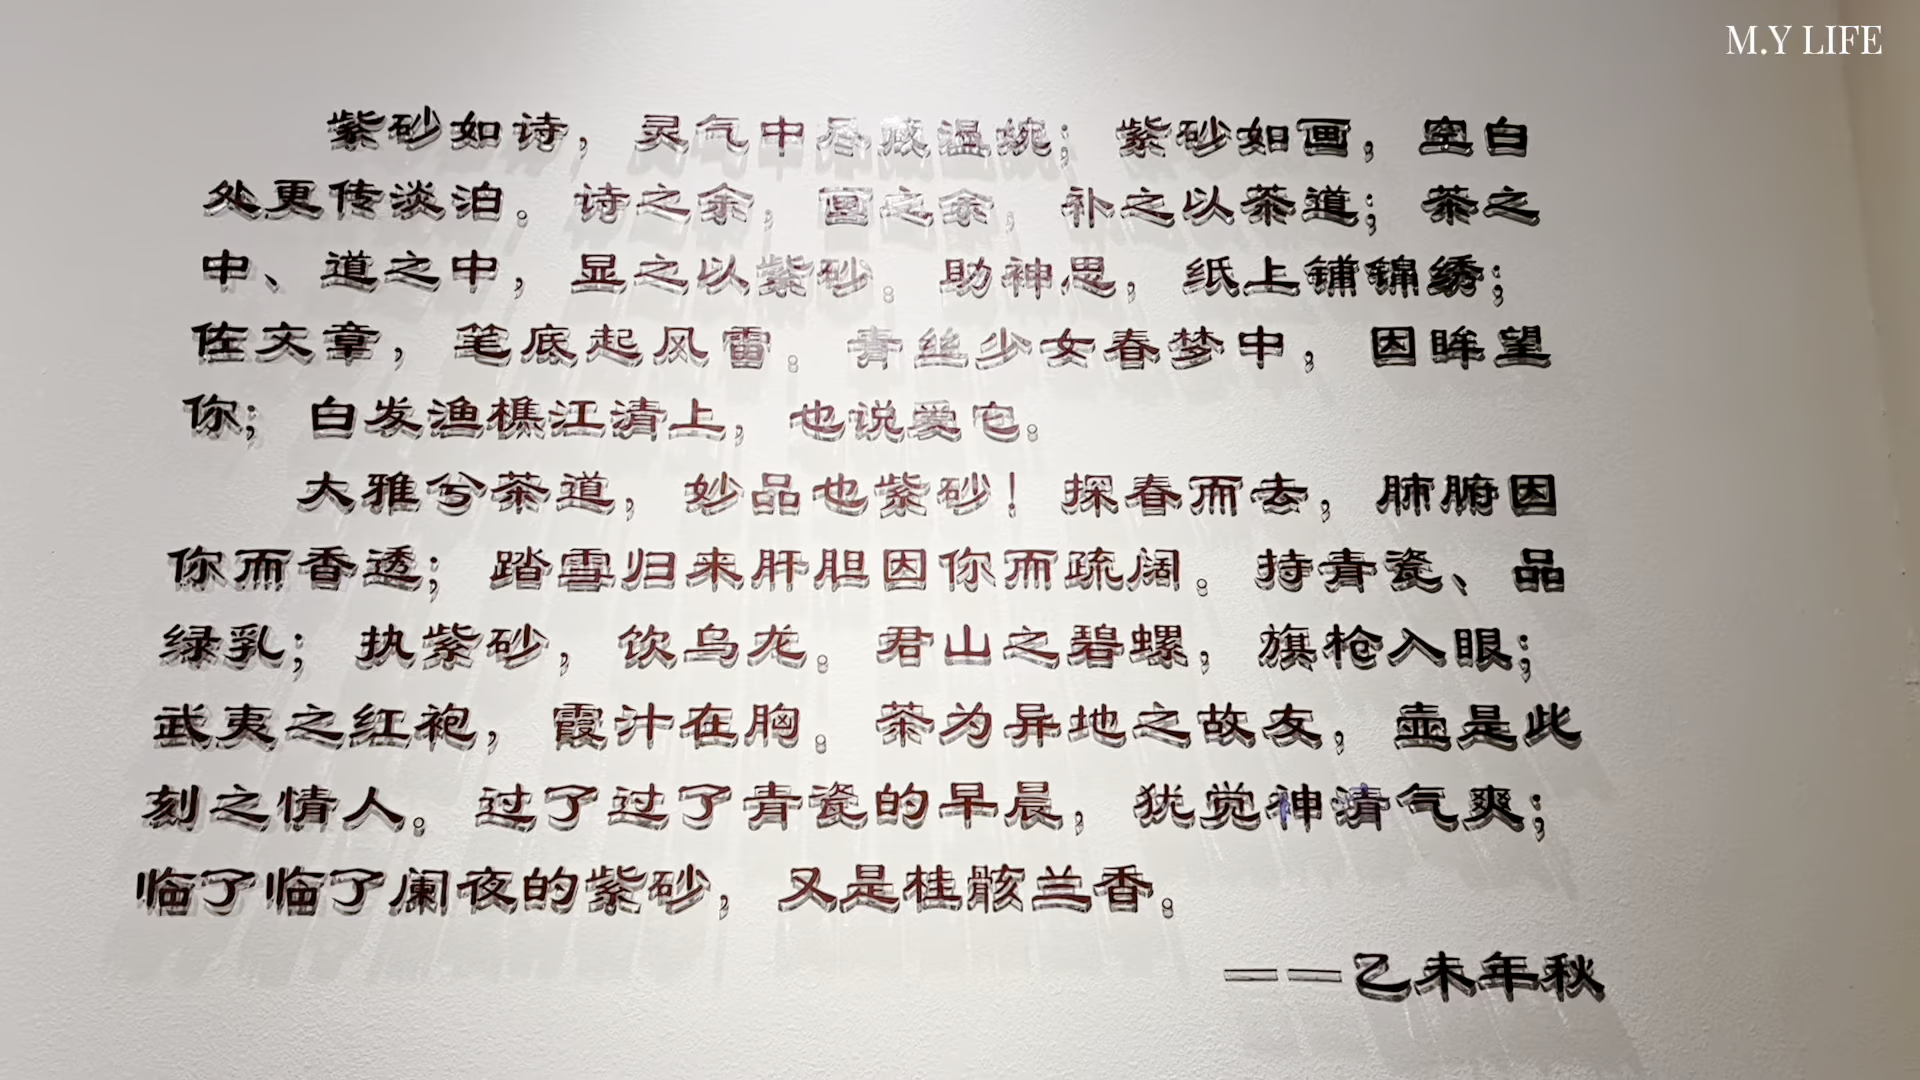 M.Y LIFE
紫砂如诗，灵气中尽藏温婉；紫砂如画，空白
处更传淡泊。诗之余，画之余，补之以茶道；茶之
中、道之中，显之以紫砂。助神思，纸上铺锦绣；
佐文章，笔底起风雷。青丝少女春梦中，因眸望
你；白发渔樵江清上，也说爱它。
大雅兮茶道，妙品也紫砂！探春而去，肺腑因
你而香透；踏雪归来肝胆因你而疏阔。持青瓷、品
绿乳；执紫砂，饮乌龙。君山之碧螺，旗枪入眼；
武夷之红袍，霞汁在胸。茶为异地之故友，壶是此
刻之情人。过了过了青瓷的早晨，犹觉神清气爽；
临了临了阑夜的紫砂，又是桂骸兰香。
——乙未年秋